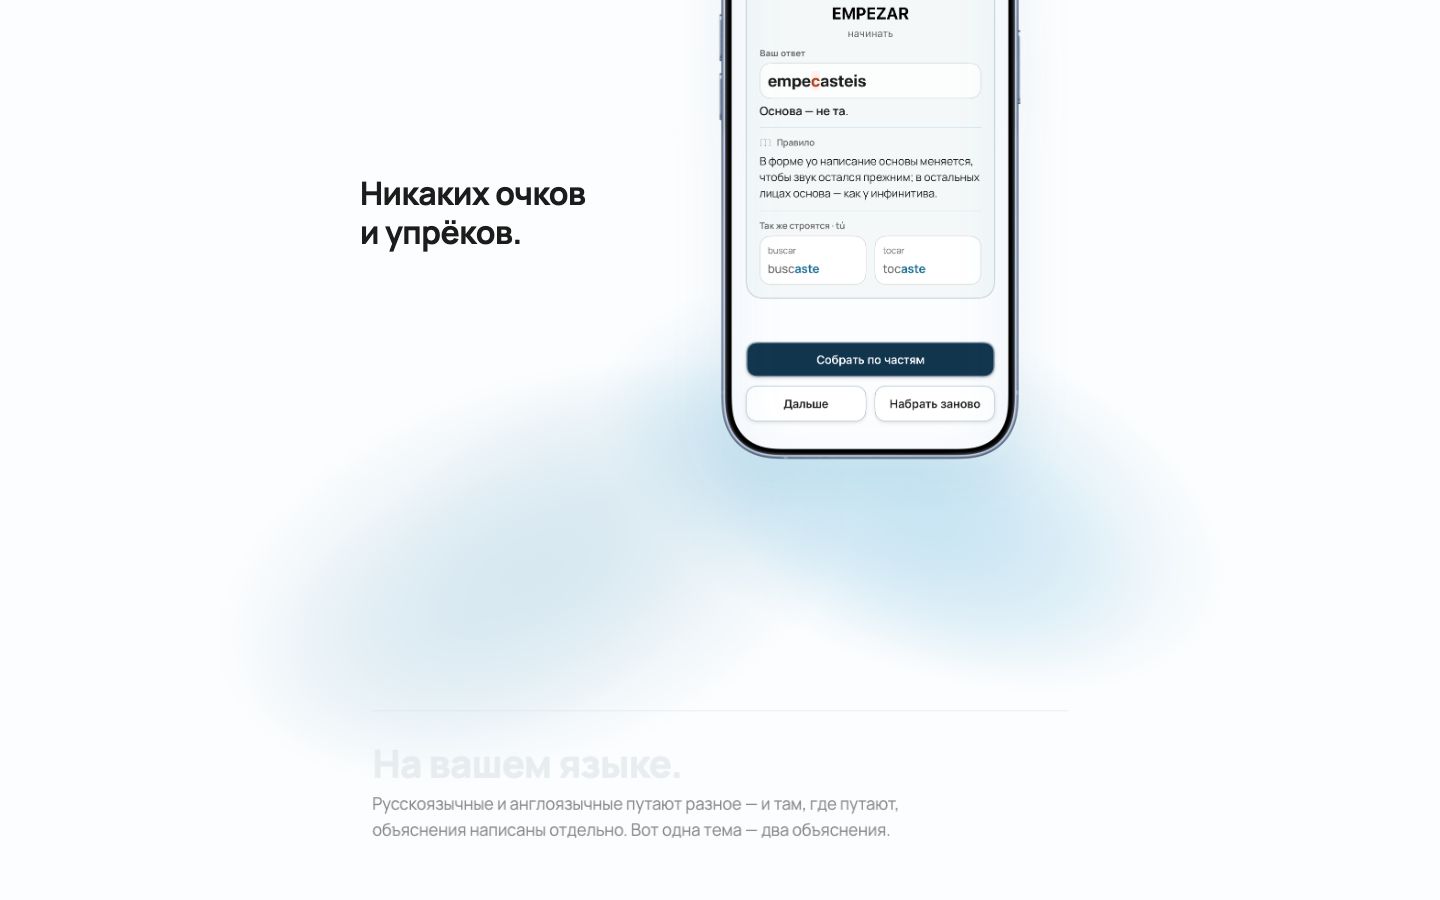 EMPEZAR
начинать
Ваш ответ
empecasteis
Основа — не та.
Правило
В форме yo написание основы меняется,
чтобы звук остался прежним; в остальных
лицах основа — как у инфинитива.
Так же строятся · tú
buscar
buscaste
tocar
tocaste
Собрать по частям
Дальше
Набрать заново
Никаких очков
и упрёков.
На вашем языке.
Русскоязычные и англоязычные путают разное — и там, где путают,
объяснения написаны отдельно. Вот одна тема — два объяснения.